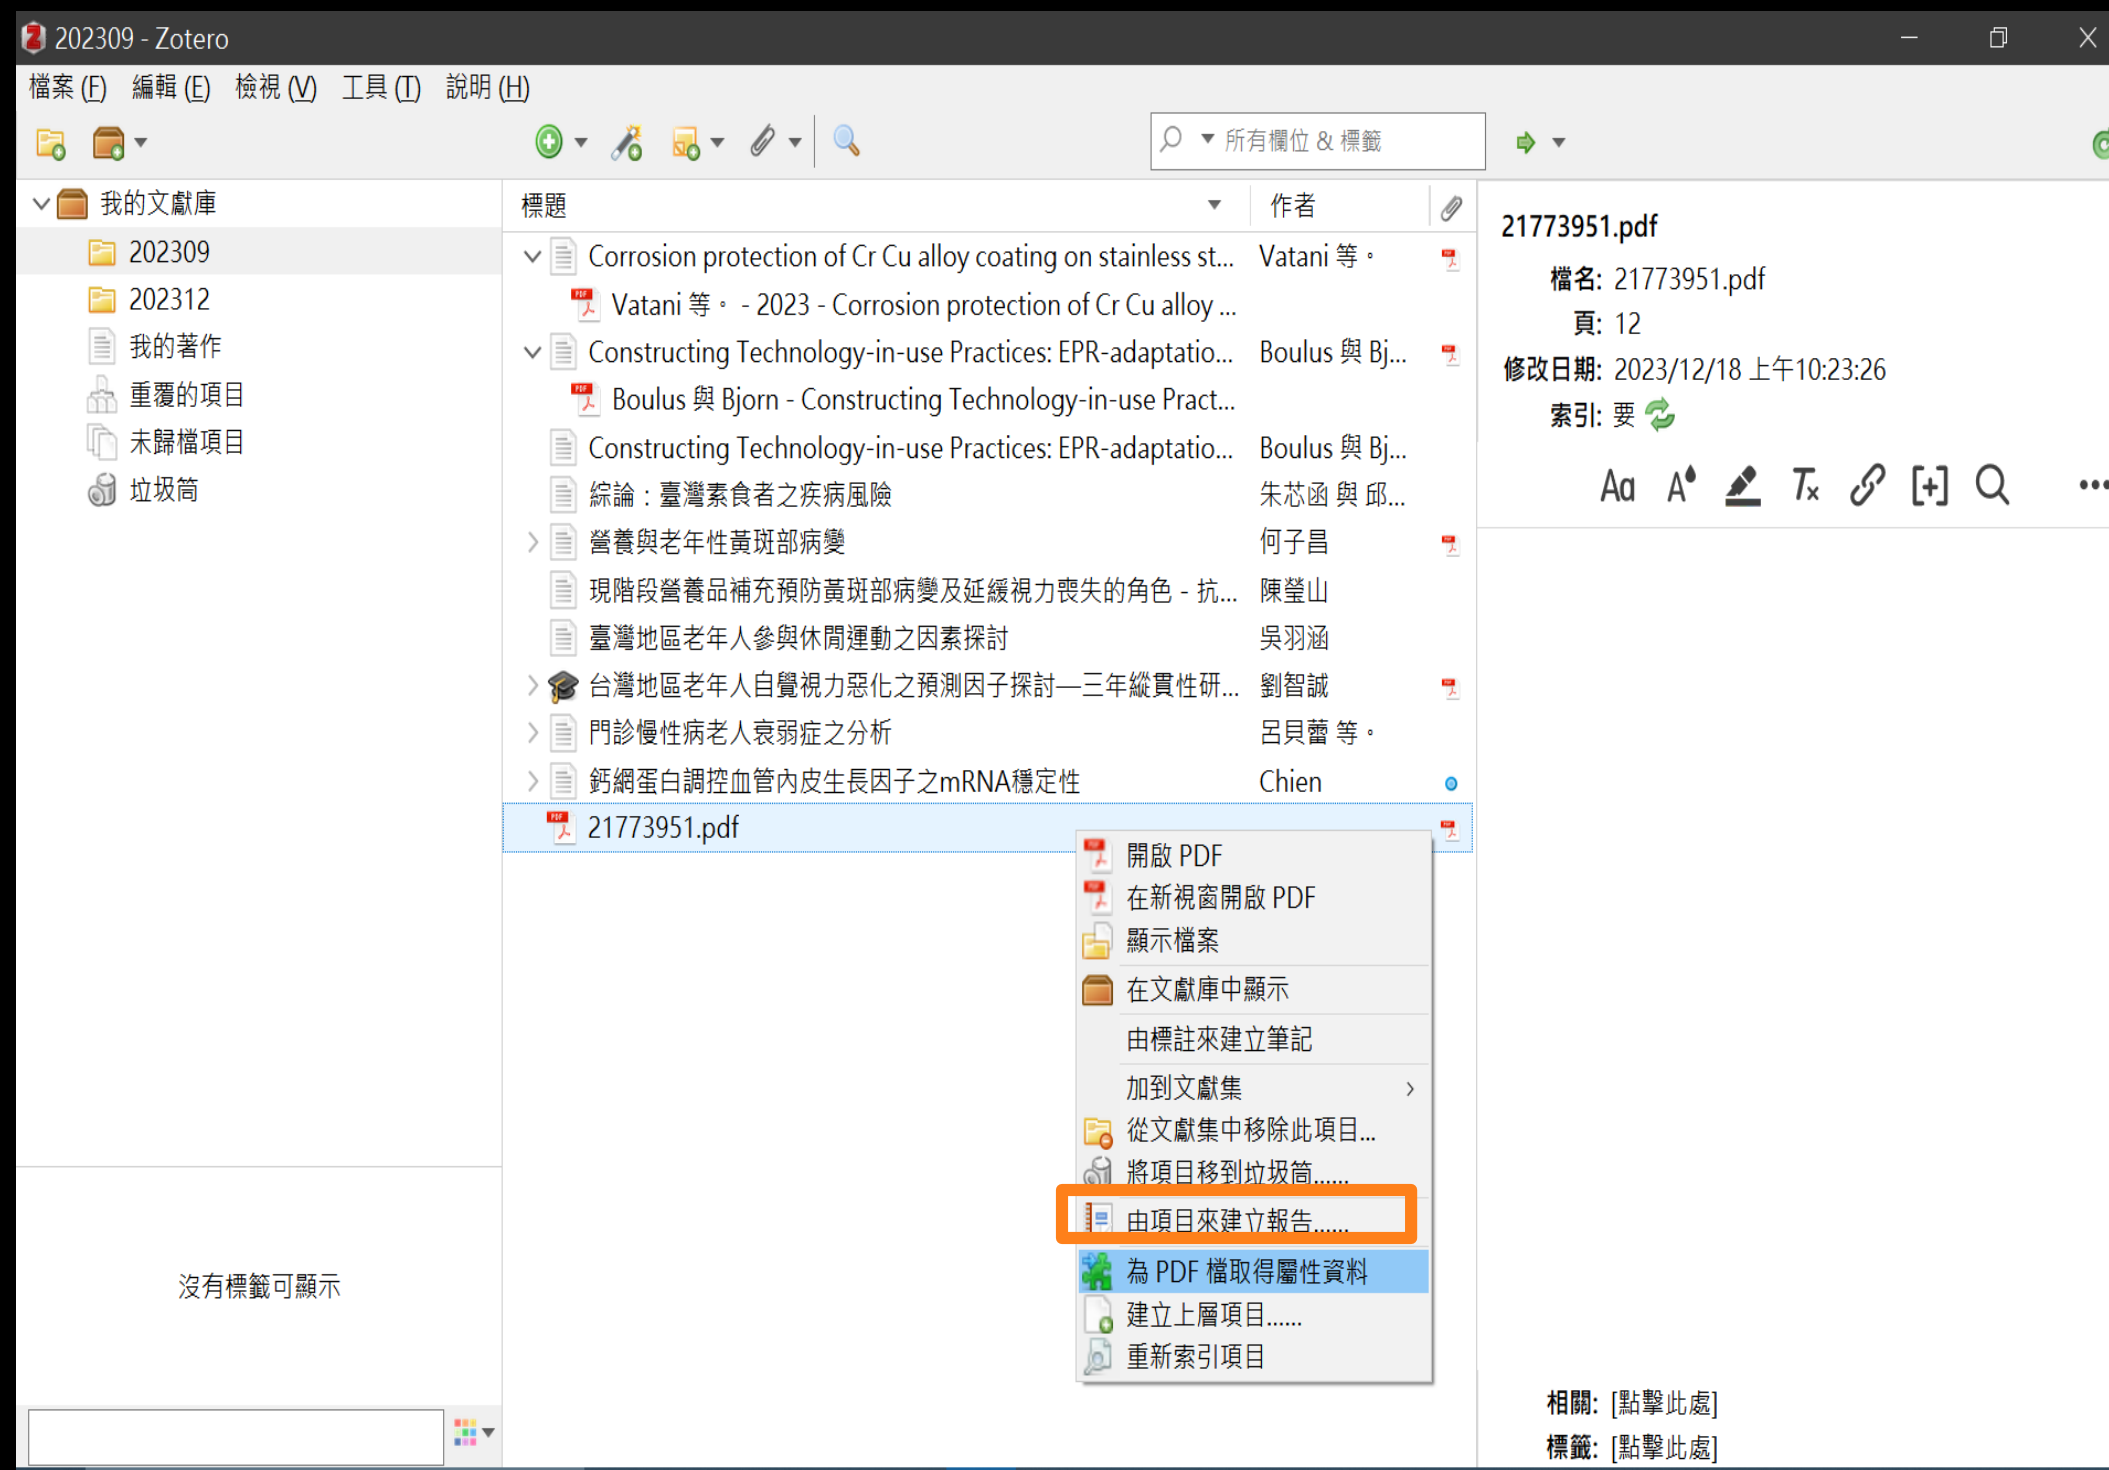 202309 - Zotero
檔案 (F) 編輯 (E) 檢視 (V) 工具 (T) 說明 (H)
所有欄位 & 標籤
我的文獻庫
202309
202312
我的著作
重覆的項目
未歸檔項目
垃圾筒
沒有標籤可顯示
標題 作者
Corrosion protection of Cr Cu alloy coating on stainless st... Vatani 等。
Vatani 等。 - 2023 - Corrosion protection of Cr Cu alloy ...
Constructing Technology-in-use Practices: EPR-adaptatio... Boulus 與 Bj...
Boulus 與 Bjorn - Constructing Technology-in-use Pract...
Constructing Technology-in-use Practices: EPR-adaptatio... Boulus 與 Bj...
綜論：臺灣素食者之疾病風險 朱芯函 與 邱...
營養與老年性黃斑部病變 何子昌
現階段營養品補充預防黃斑部病變及延緩視力喪失的角色 - 抗... 陳瑩山
臺灣地區老年人參與休閒運動之因素探討 吳羽涵
台灣地區老年人自覺視力惡化之預測因子探討—三年縱貫性研... 劉智誠
門診慢性病老人衰弱症之分析 呂貝蕾 等。
鈣網蛋白調控血管內皮生長因子之mRNA穩定性 Chien
21773951.pdf
開啟 PDF
在新視窗開啟 PDF
顯示檔案
在文獻庫中顯示
由標註來建立筆記
加到文獻集
從文獻集中移除此項目...
將項目移到垃圾筒......
由項目來建立報告......
為 PDF 檔取得屬性資料
建立上層項目......
重新索引項目
21773951.pdf
檔名: 21773951.pdf
頁: 12
修改日期: 2023/12/18 上午10:23:26
索引: 要
相關: [點擊此處]
標籤: [點擊此處]